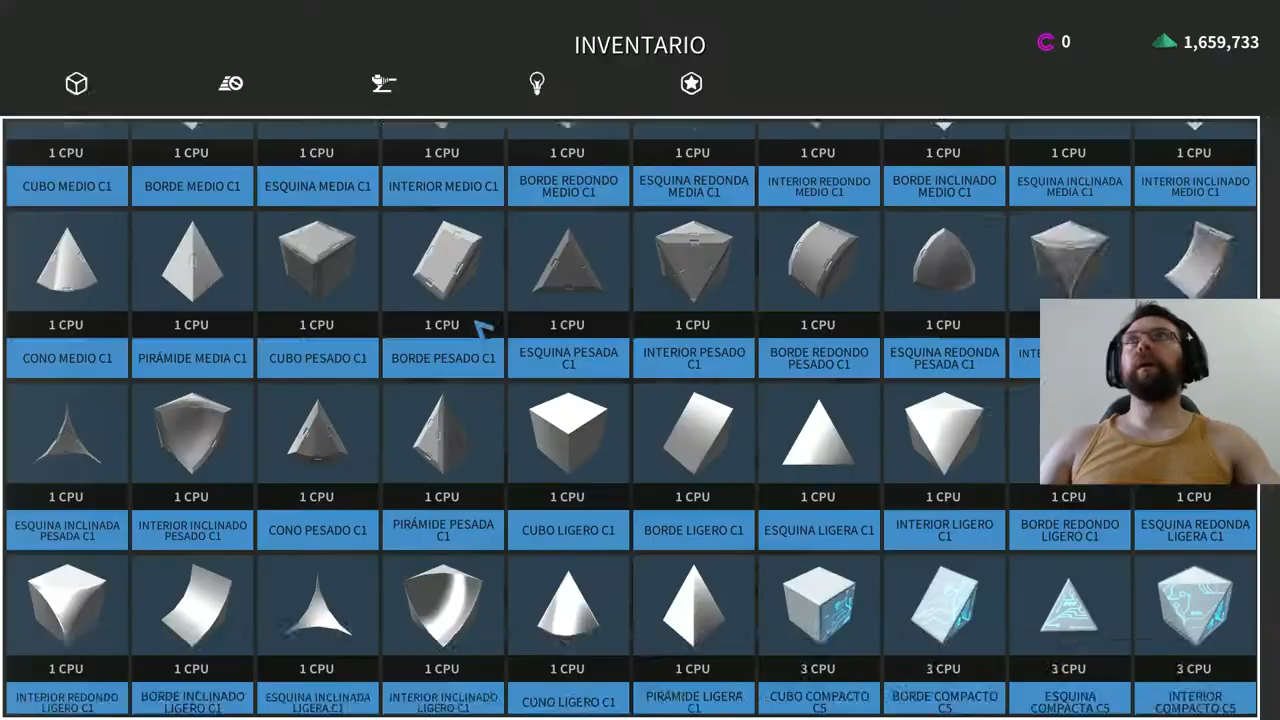 INVENTARIO
0
1,659,733
1 CPU 1 CPU 1 CPU 1 CPU 1 CPU 1 CPU 1 CPU 1 CPU 1 CPU 1 CPU
CUBO MEDIO C1
BORDE MEDIO C1
ESQUINA MEDIA C1
INTERIOR MEDIO C1
BORDE REDONDO
MEDIO C1
ESQUINA REDONDA
MEDIA C1
INTERIOR REDONDO
MEDIO C1
BORDE INCLINADO
MEDIO C1
ESQUINA INCLINADA
MEDIA C1
INTERIOR INCLINADO
MEDIO C1
1 CPU 1 CPU 1 CPU 1 CPU 1 CPU 1 CPU 1 CPU 1 CPU
CONO MEDIO C1
PIRÁMIDE MEDIA C1
CUBO PESADO C1
BORDE PESADO C1
ESQUINA PESADA
C1
INTERIOR PESADO
C1
BORDE REDONDO
PESADO C1
ESQUINA REDONDA
PESADA C1
1 CPU 1 CPU 1 CPU 1 CPU 1 CPU 1 CPU 1 CPU 1 CPU 1 CPU 1 CPU
ESQUINA INCLINADA
PESADA C1
INTERIOR INCLINADO
PESADO C1
CONO PESADO C1
PIRÁMIDE PESADA
C1
CUBO LIGERO C1
BORDE LIGERO C1
ESQUINA LIGERA C1
INTERIOR LIGERO
C1
BORDE REDONDO
LIGERO C1
ESQUINA REDONDA
LIGERA C1
1 CPU 1 CPU 1 CPU 1 CPU 1 CPU 1 CPU 3 CPU 3 CPU 3 CPU 3 CPU
INTERIOR REDONDO
LIGERO C1
BORDE INCLINADO
LIGERO C1
ESQUINA INCLINADA
LIGERA C1
INTERIOR INCLINADO
LIGERO C1
CONO LIGERO C1
PIRÁMIDE LIGERA
C1
CUBO COMPACTO
C5
BORDE COMPACTO
C5
ESQUINA
COMPACTA C5
INTERIOR
COMPACTO C5